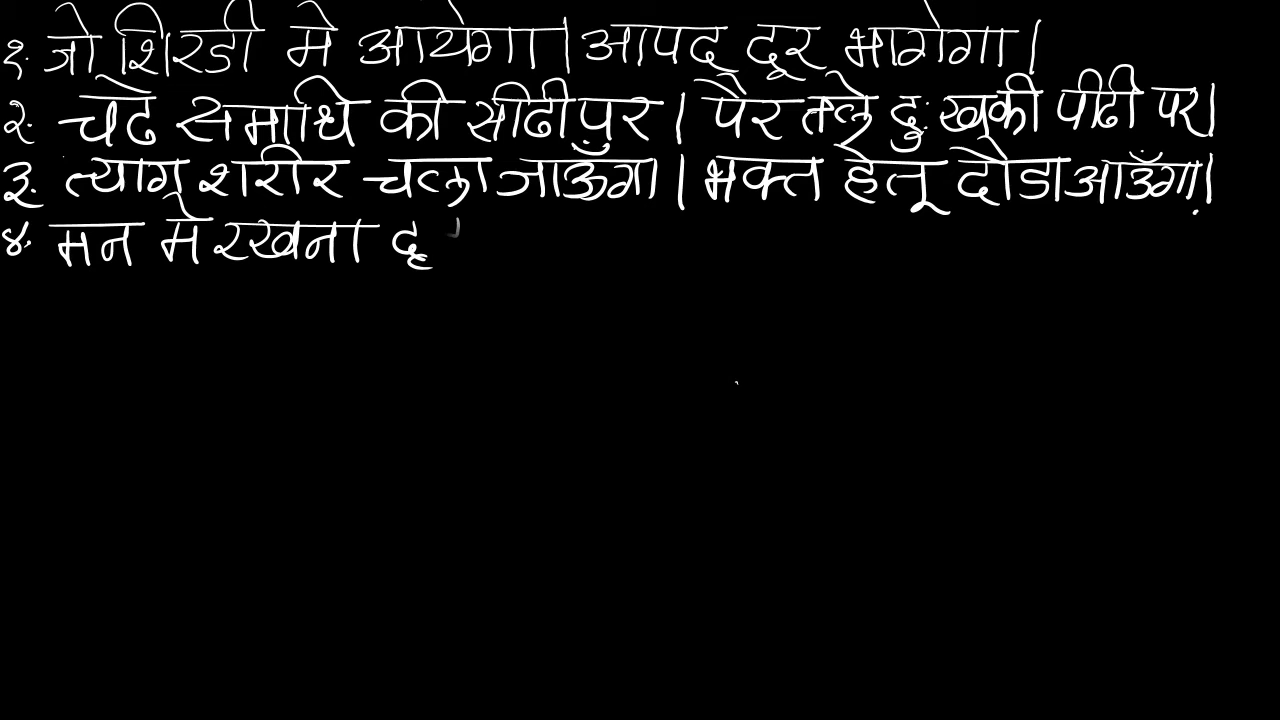 १. जो शिरडी मे आयेगा। आपद दूर भागेगा।
२. चढे समाधि की सीढी पर। पैर तले दुःख की पीढी पर।
३. त्याग शरीर चला जाऊँगा। भक्त हेतू दौडा आऊँगा।
४. मन मे रखना दृ